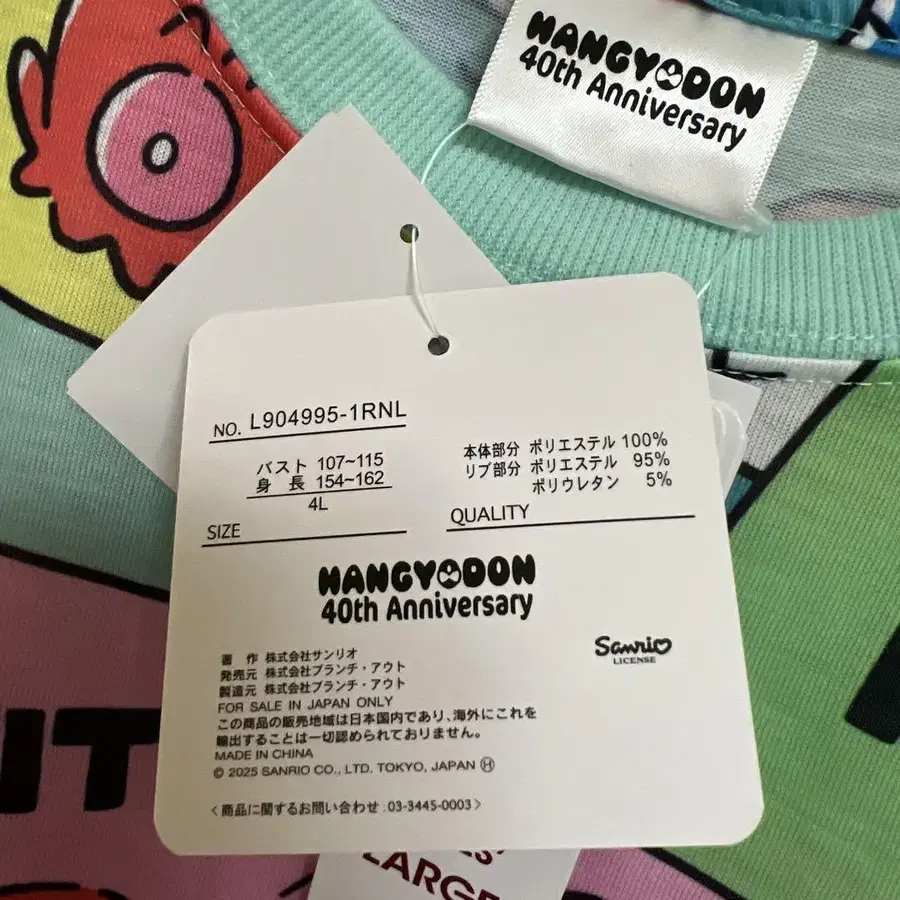 HANGYODON
40th Anniversary
NO. L904995-1RNL
バスト 107~115
身 長 154~162
4L
SIZE
本体部分 ポリエステル 100%
リブ部分 ポリエステル 95%
ポリウレタン 5%
QUALITY
HANGYODON
40th Anniversary
著 作 株式会社サンリオ
発売元 株式会社ブランチ・アウト
製造元 株式会社ブランチ・アウト
FOR SALE IN JAPAN ONLY
この商品の販売地域は日本国内であり、海外にこれを
輸出することは一切認められておりません。
MADE IN CHINA
© 2025 SANRIO CO., LTD. TOKYO, JAPAN Ⓗ
Sanrio
LICENSE
〈商品に関するお問い合わせ:03-3445-0003〉
LARGE